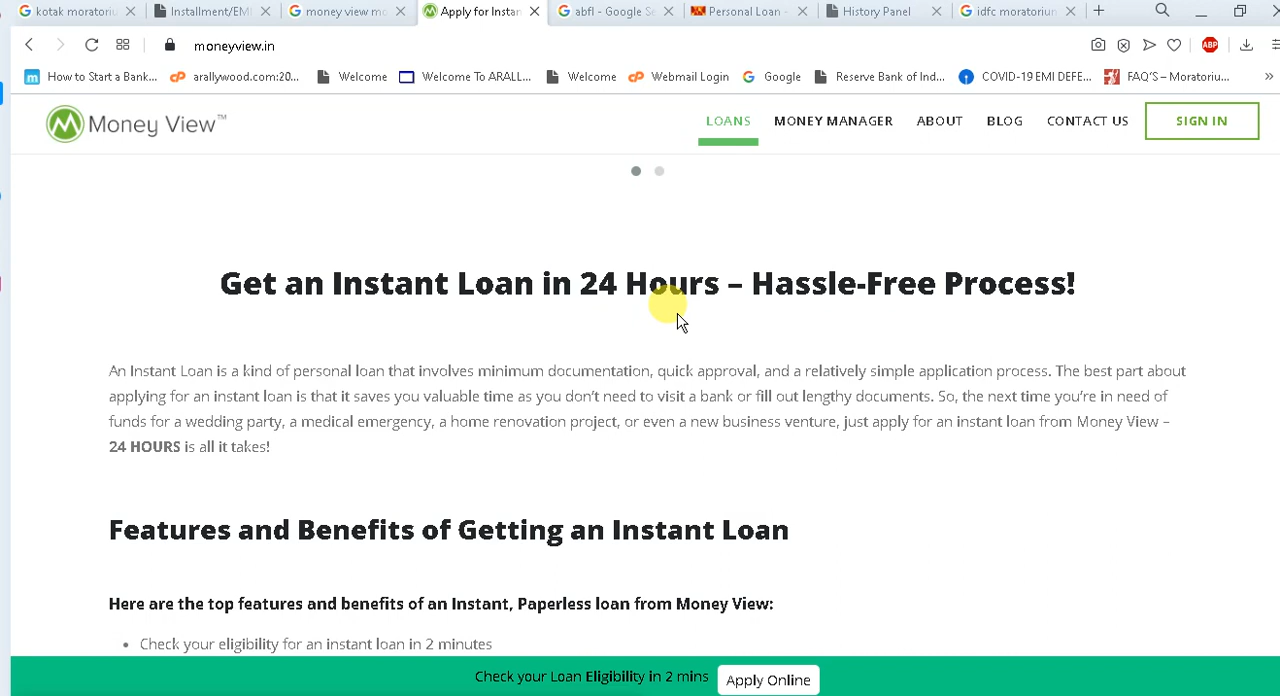 kotak moratoriu
Installment/EMI
money view mo
Apply for Instan
abfl - Google Se
Personal Loan -
History Panel
idfc moratoriun
moneyview.in
ABP
How to Start a Bank...
arallywood.com:20...
Welcome
Welcome To ARALL...
Welcome
Webmail Login
Google
Reserve Bank of Ind...
COVID-19 EMI DEFE...
FAQ'S – Moratoriu...
Money View™
LOANS
MONEY MANAGER
ABOUT
BLOG
CONTACT US
SIGN IN
Get an Instant Loan in 24 Hours – Hassle-Free Process!
An Instant Loan is a kind of personal loan that involves minimum documentation, quick approval, and a relatively simple application process. The best part about
applying for an instant loan is that it saves you valuable time as you don't need to visit a bank or fill out lengthy documents. So, the next time you're in need of
funds for a wedding party, a medical emergency, a home renovation project, or even a new business venture, just apply for an instant loan from Money View –
24 HOURS is all it takes!
Features and Benefits of Getting an Instant Loan
Here are the top features and benefits of an Instant, Paperless loan from Money View:
• Check your eligibility for an instant loan in 2 minutes
Check your Loan Eligibility in 2 mins
Apply Online